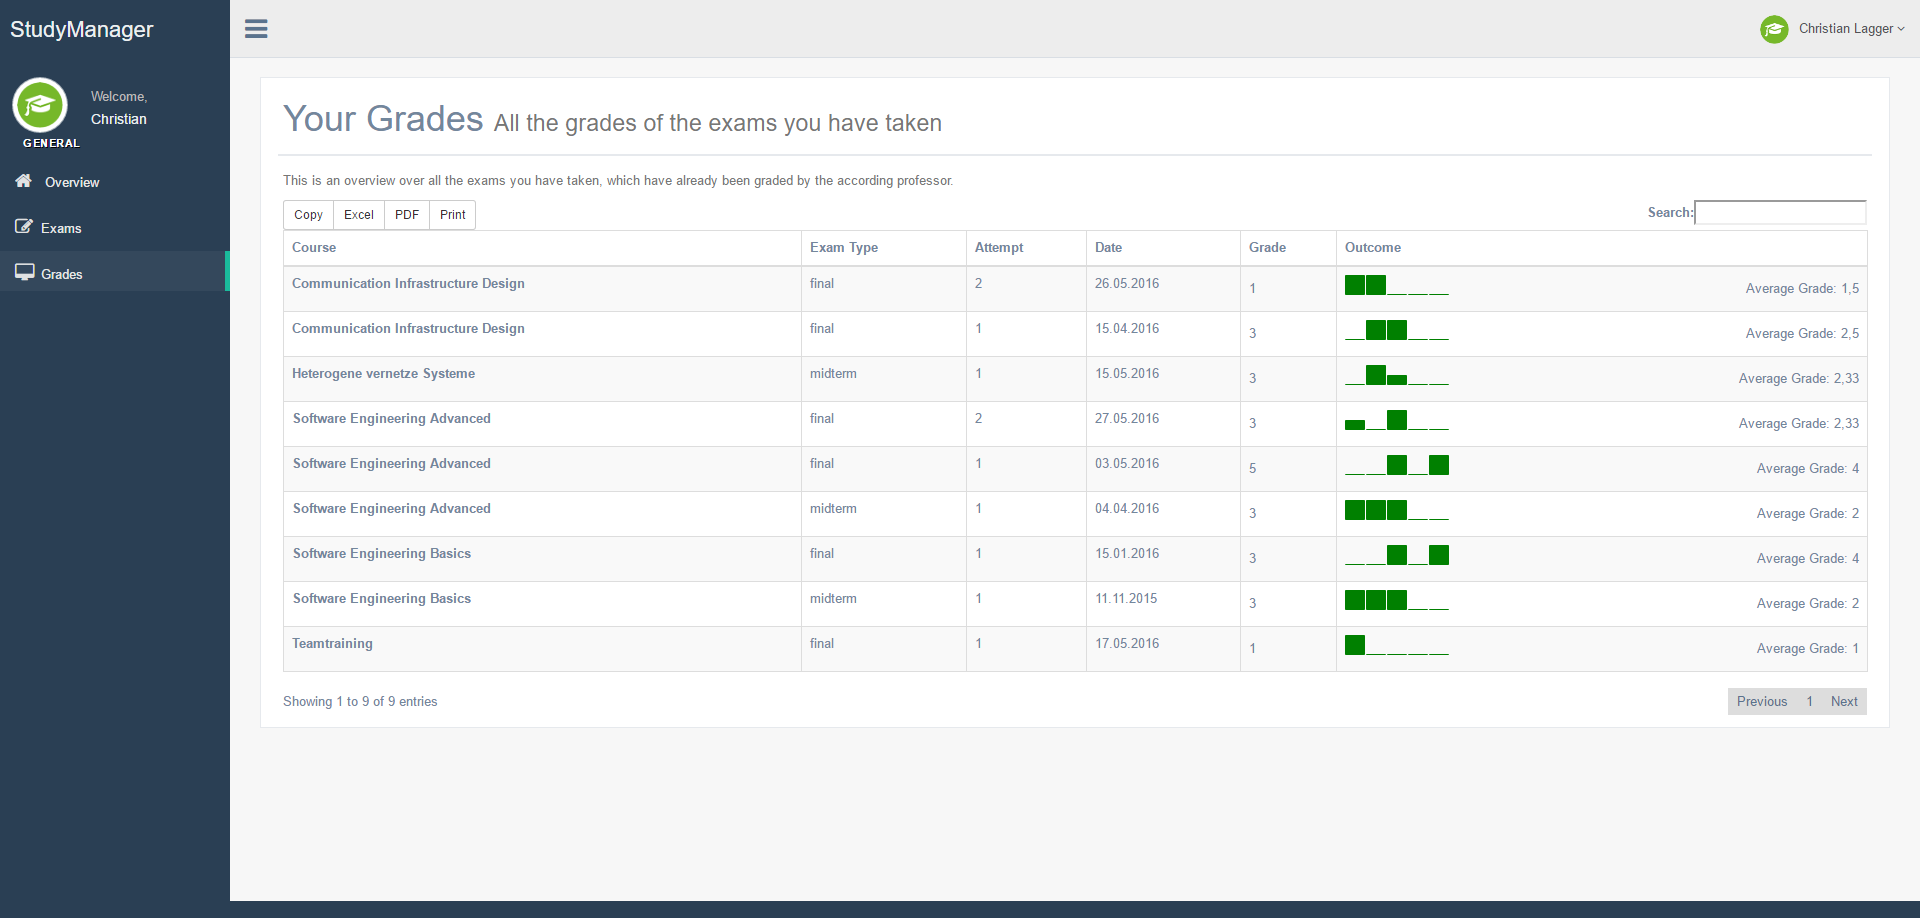 StudyManager
Christian Lagger
Welcome,
Christian
GENERAL
Overview
Exams
Grades
Your Grades All the grades of the exams you have taken
This is an overview over all the exams you have taken, which have already been graded by the according professor.
Copy Excel PDF Print
Search:
Course Exam Type Attempt Date Grade Outcome
Communication Infrastructure Design final 2 26.05.2016 1 Average Grade: 1,5
Communication Infrastructure Design final 1 15.04.2016 3 Average Grade: 2,5
Heterogene vernetze Systeme midterm 1 15.05.2016 3 Average Grade: 2,33
Software Engineering Advanced final 2 27.05.2016 3 Average Grade: 2,33
Software Engineering Advanced final 1 03.05.2016 5 Average Grade: 4
Software Engineering Advanced midterm 1 04.04.2016 3 Average Grade: 2
Software Engineering Basics final 1 15.01.2016 3 Average Grade: 4
Software Engineering Basics midterm 1 11.11.2015 3 Average Grade: 2
Teamtraining final 1 17.05.2016 1 Average Grade: 1
Showing 1 to 9 of 9 entries
Previous 1 Next